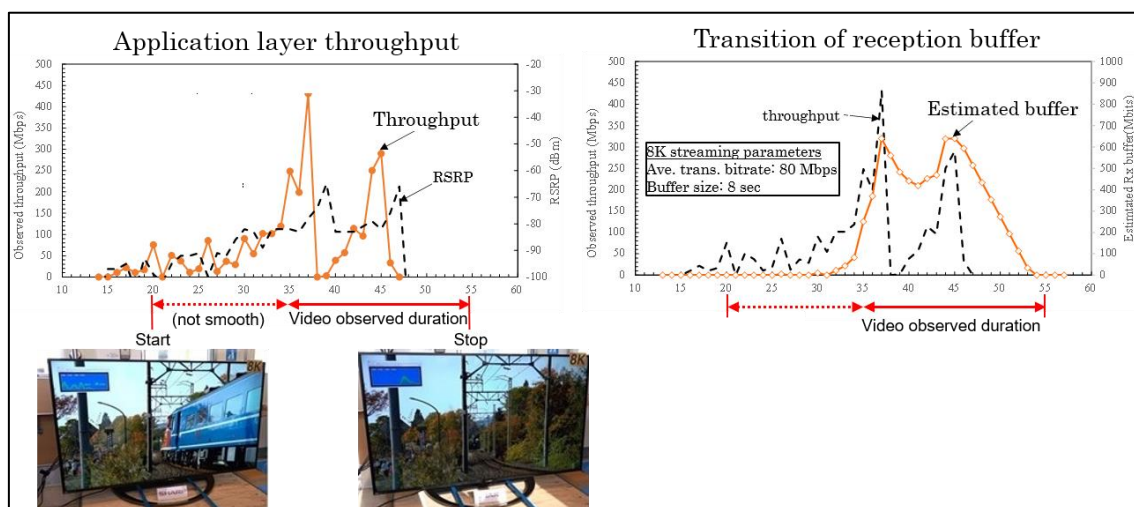 Application layer throughput
500
450
400
350
300
250
200
150
100
50
0
Observed throughput (Mbps)
-20
-30
-40
-50
-60
-70
-80
-90
-100
RSRP (dBm)
Throughput
RSRP
10 15 20 25 30 35 40 45 50 55 60
(not smooth) Video observed duration
Start Stop
8K
8K
Transition of reception buffer
500
450
400
350
300
250
200
150
100
50
0
Observed throughput (Mbps)
1000
900
800
700
600
500
400
300
200
100
0
Estimtated Rx buffer(Mbits)
throughput
Estimated buffer
8K streaming parameters
Ave. trans. bitrate: 80 Mbps
Buffer size: 8 sec
10 15 20 25 30 35 40 45 50 55 60
Video observed duration